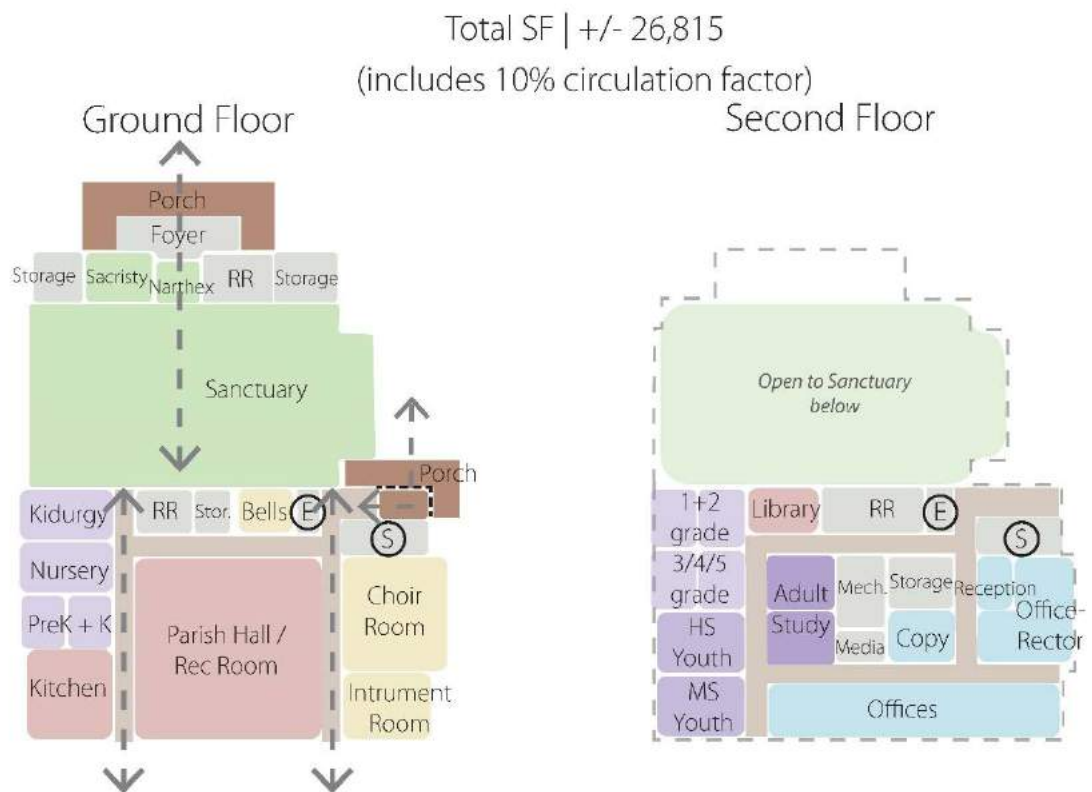 Total SF | +/- 26,815
(includes 10% circulation factor)
Ground Floor
Porch
Foyer
Storage
Sacristy
Narthex
RR
Storage
Sanctuary
Porch
Kidurgy
RR
Stor.
Bells
E
S
Nursery
PreK + K
Kitchen
Parish Hall /
Rec Room
Choir
Room
Intrument
Room
Second Floor
Open to Sanctuary
below
1+2
grade
Library
RR
E
S
3/4/5
grade
Adult
Study
Mech.
Storage
Reception
Office-
Rector
HS
Youth
Media
Copy
MS
Youth
Offices